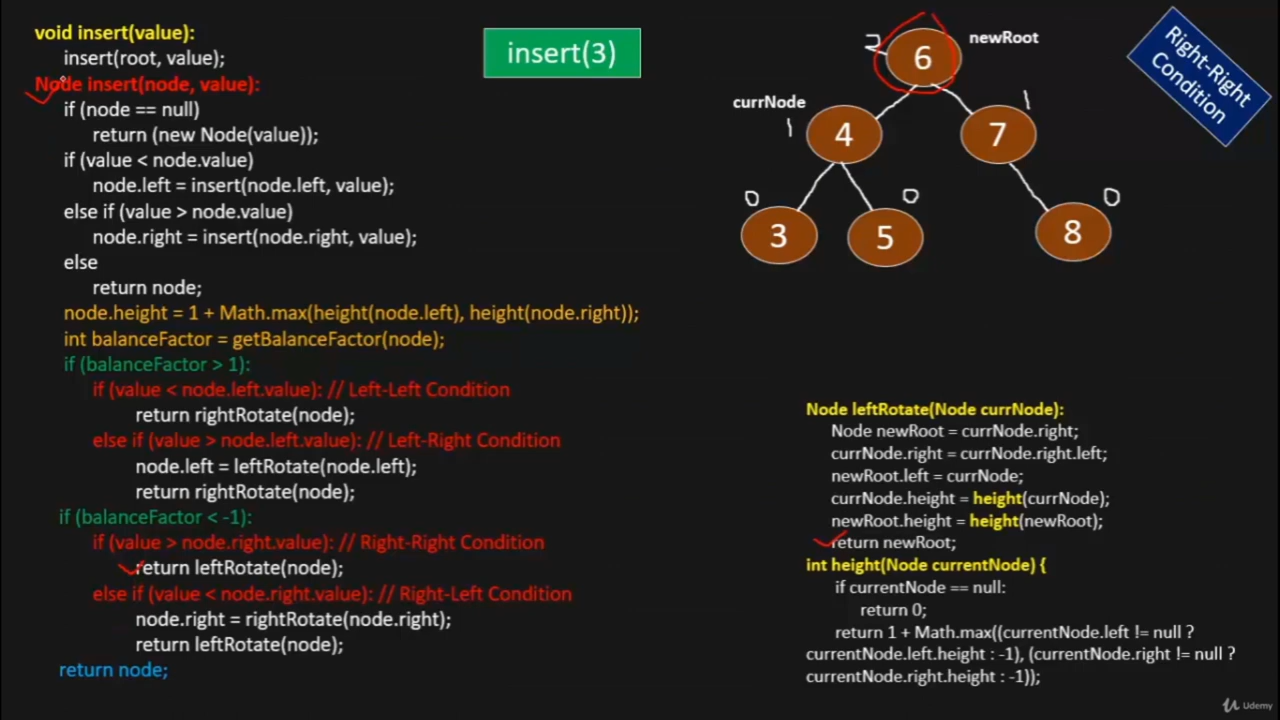 void insert(value):
insert(root, value);
Node insert(node, value):
if (node == null)
return (new Node(value));
if (value < node.value)
node.left = insert(node.left, value);
else if (value > node.value)
node.right = insert(node.right, value);
else
return node;
node.height = 1 + Math.max(height(node.left), height(node.right));
int balanceFactor = getBalanceFactor(node);
if (balanceFactor > 1):
if (value < node.left.value): // Left-Left Condition
return rightRotate(node);
else if (value > node.left.value): // Left-Right Condition
node.left = leftRotate(node.left);
return rightRotate(node);
if (balanceFactor < -1):
if (value > node.right.value): // Right-Right Condition
return leftRotate(node);
else if (value < node.right.value): // Right-Left Condition
node.right = rightRotate(node.right);
return leftRotate(node);
return node;
insert(3)
2
6
newRoot
currNode
1
4
7
1
0
3
5
0
8
0
Right-Right
Condition
Node leftRotate(Node currNode):
Node newRoot = currNode.right;
currNode.right = currNode.right.left;
newRoot.left = currNode;
currNode.height = height(currNode);
newRoot.height = height(newRoot);
return newRoot;
int height(Node currentNode) {
if currentNode == null:
return 0;
return 1 + Math.max((currentNode.left != null ?
currentNode.left.height : -1), (currentNode.right != null ?
currentNode.right.height : -1));
Udemy